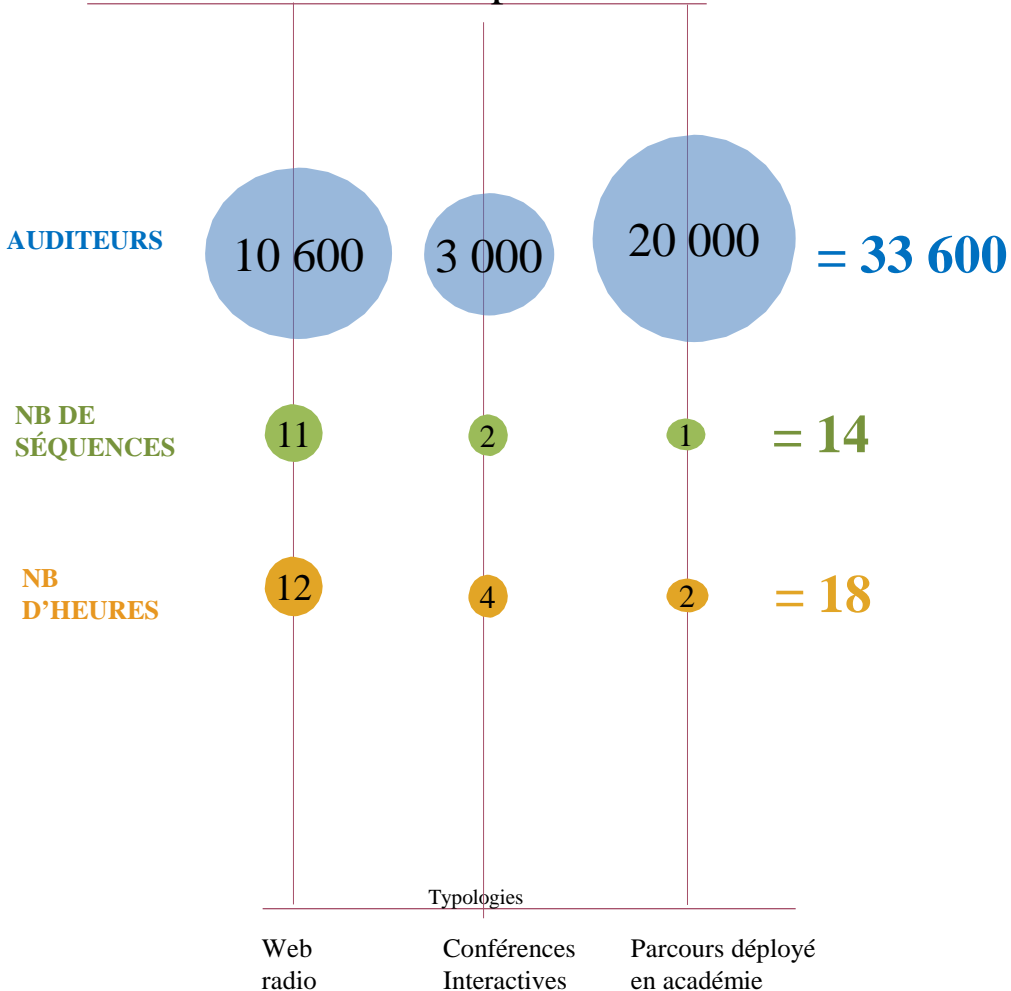 AUDITEURS
10 600
3 000
20 000
= 33 600
NB DE
SÉQUENCES
11
2
1
= 14
NB
D’HEURES
12
4
2
= 18
Typologies
Web
radio
Conférences
Interactives
Parcours déployé
en académie